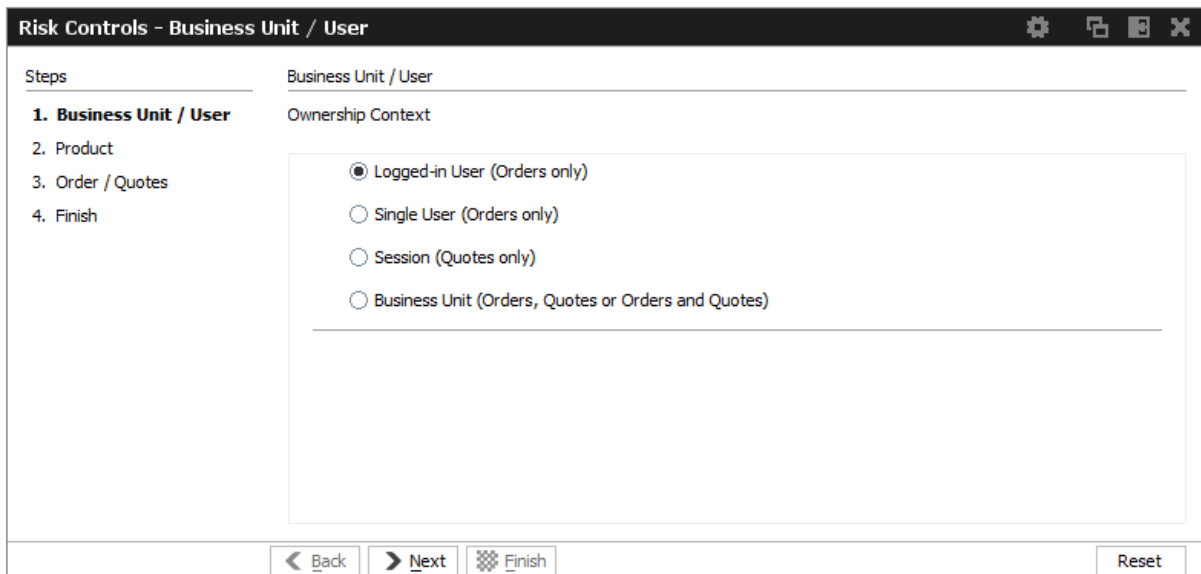 Risk Controls - Business Unit / User
Steps
1. Business Unit / User
2. Product
3. Order / Quotes
4. Finish
Business Unit / User
Ownership Context
Logged-in User (Orders only)
Single User (Orders only)
Session (Quotes only)
Business Unit (Orders, Quotes or Orders and Quotes)
Back Next Finish Reset